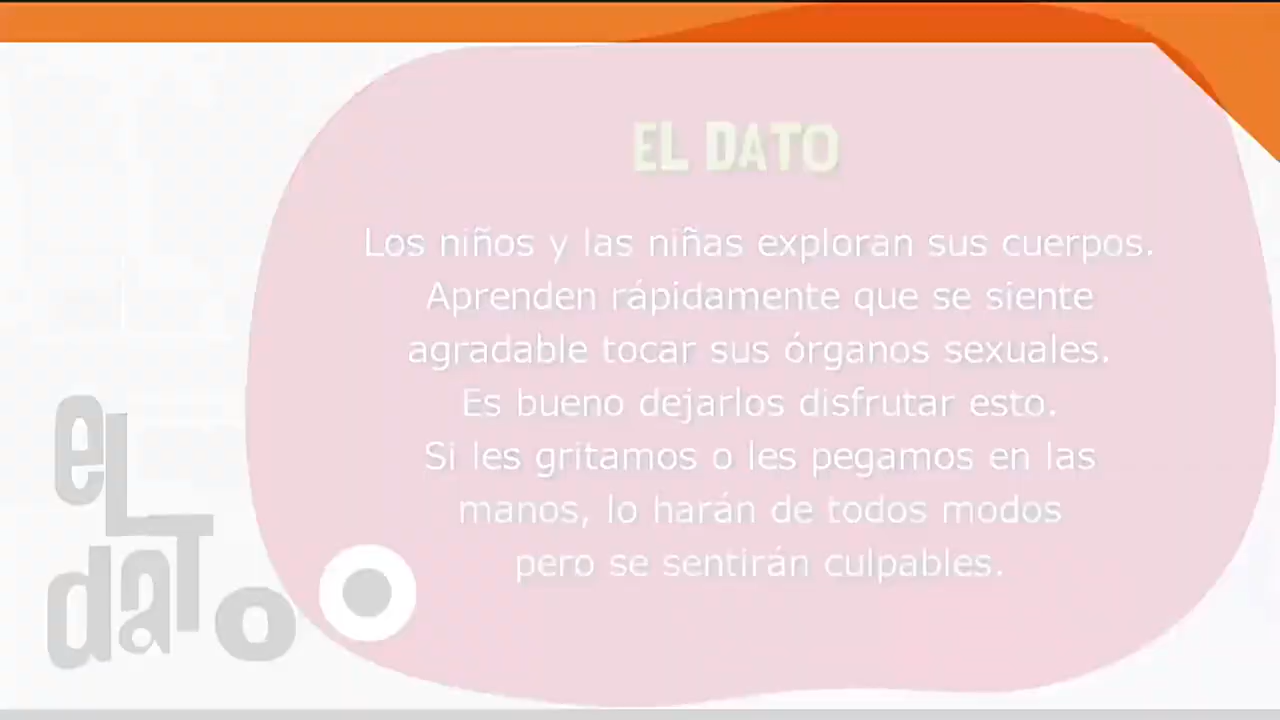 EL DATO
Los niños y las niñas exploran sus cuerpos.
Aprenden rápidamente que se siente
agradable tocar sus órganos sexuales.
Es bueno dejarlos disfrutar esto.
Si les gritamos o les pegamos en las
manos, lo harán de todos modos
pero se sentirán culpables.
eL
daTo